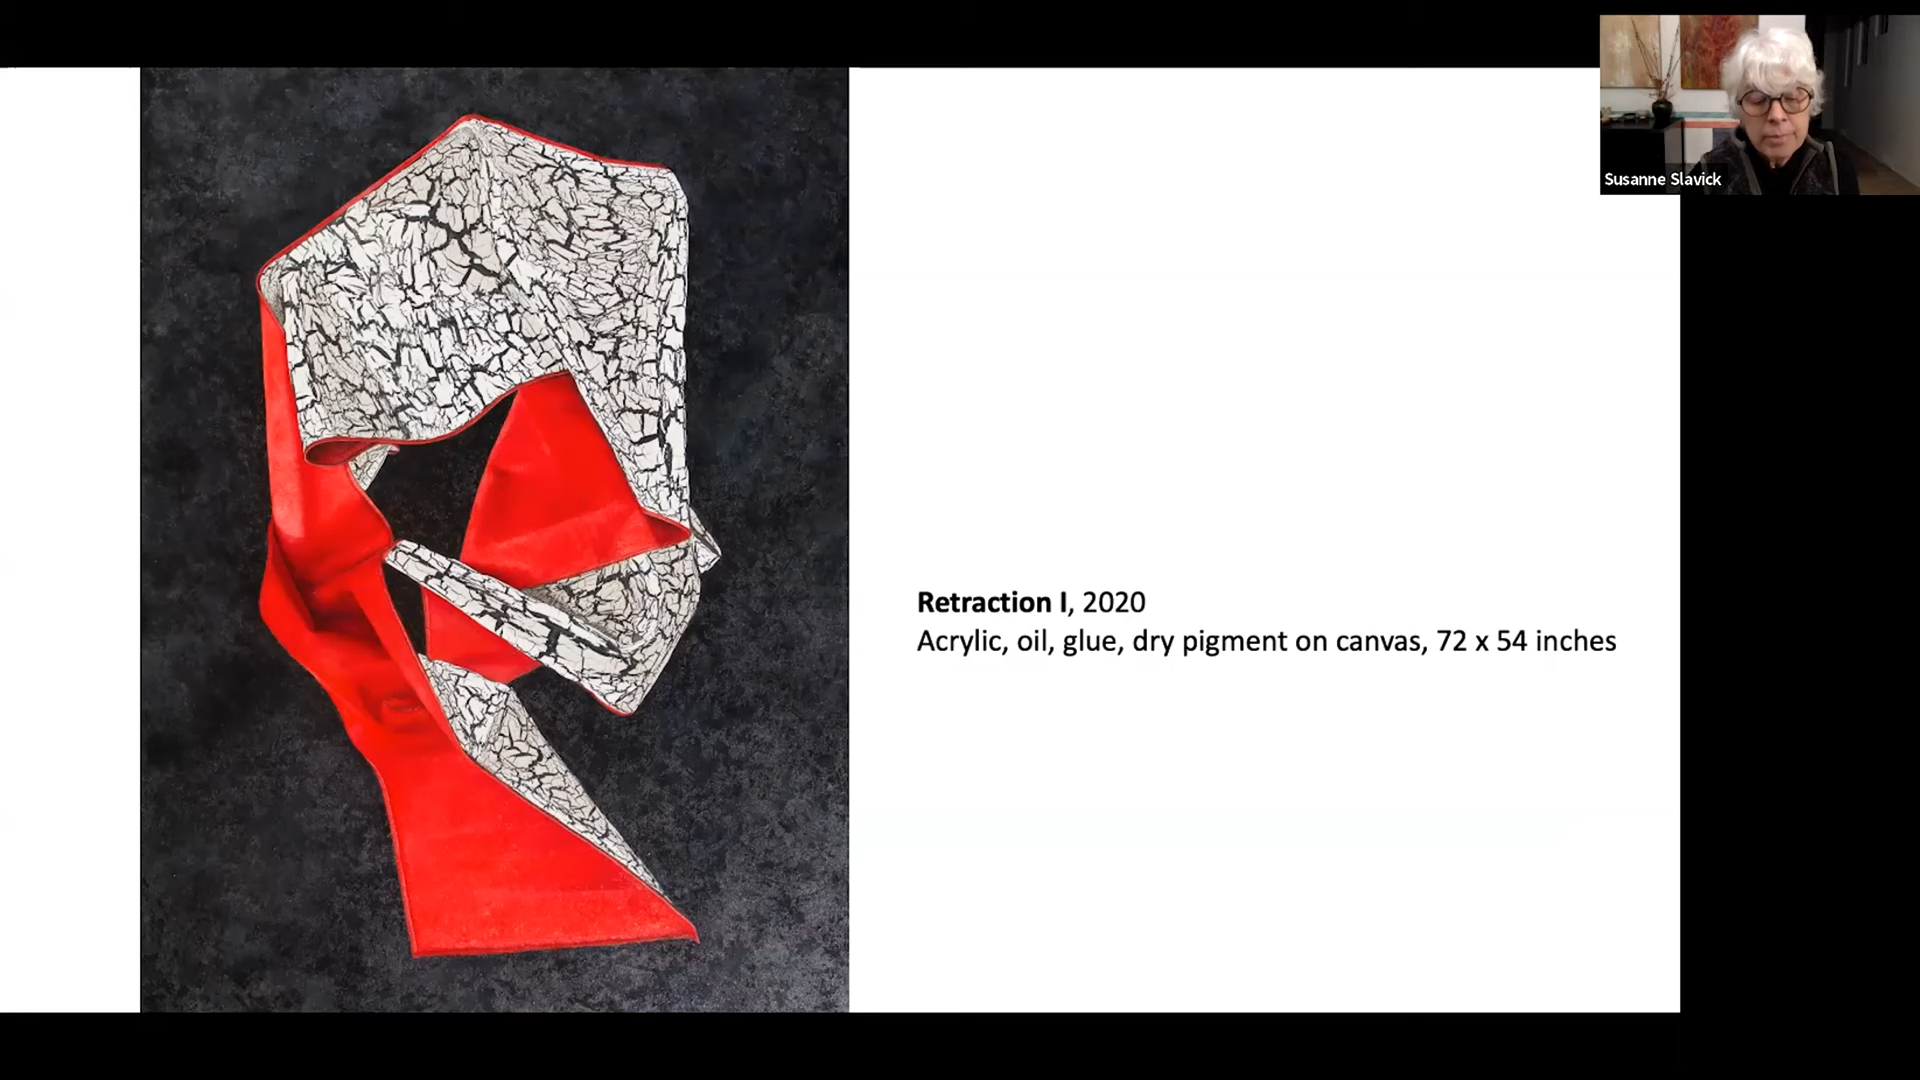 Susanne Slavick
Retraction I, 2020
Acrylic, oil, glue, dry pigment on canvas, 72 x 54 inches